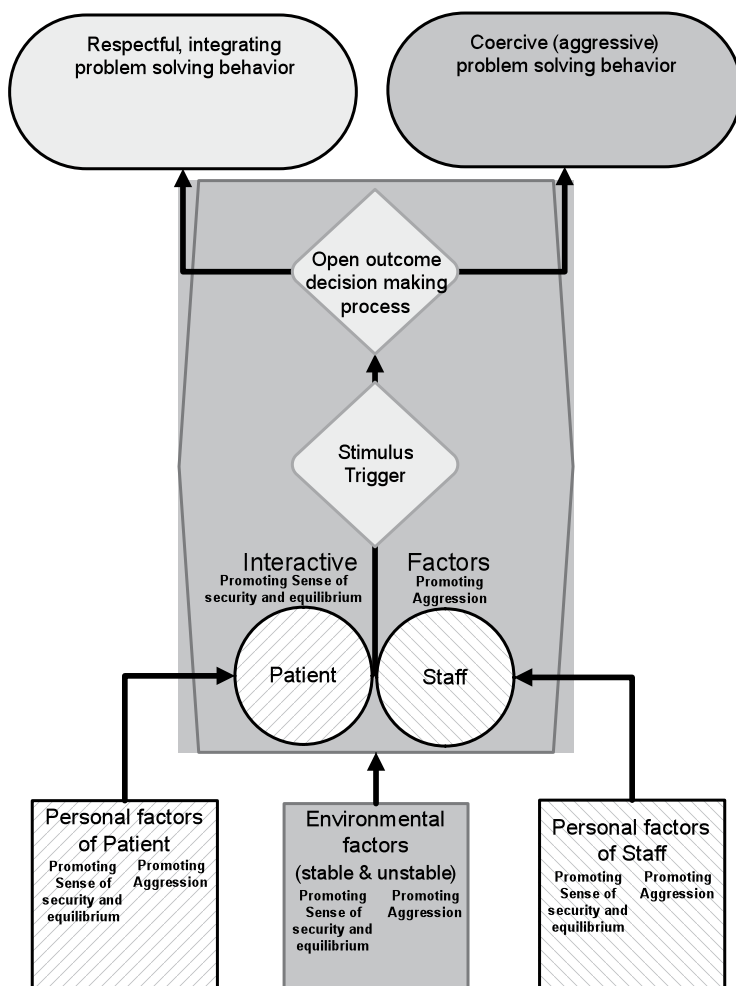 Respectful, integrating
problem solving behavior
Coercive (aggressive)
problem solving behavior
Open outcome
decision making
process
Stimulus
Trigger
Interactive
Promoting Sense of
security and equilibrium
Factors
Promoting
Aggression
Patient
Staff
Personal factors
of Patient
Promoting
Sense of
security and
equilibrium
Promoting
Aggression
Environmental
factors
(stable & unstable)
Promoting
Sense of
security and
equilibrium
Promoting
Aggression
Personal factors
of Staff
Promoting
Sense of
security and
equilibrium
Promoting
Aggression